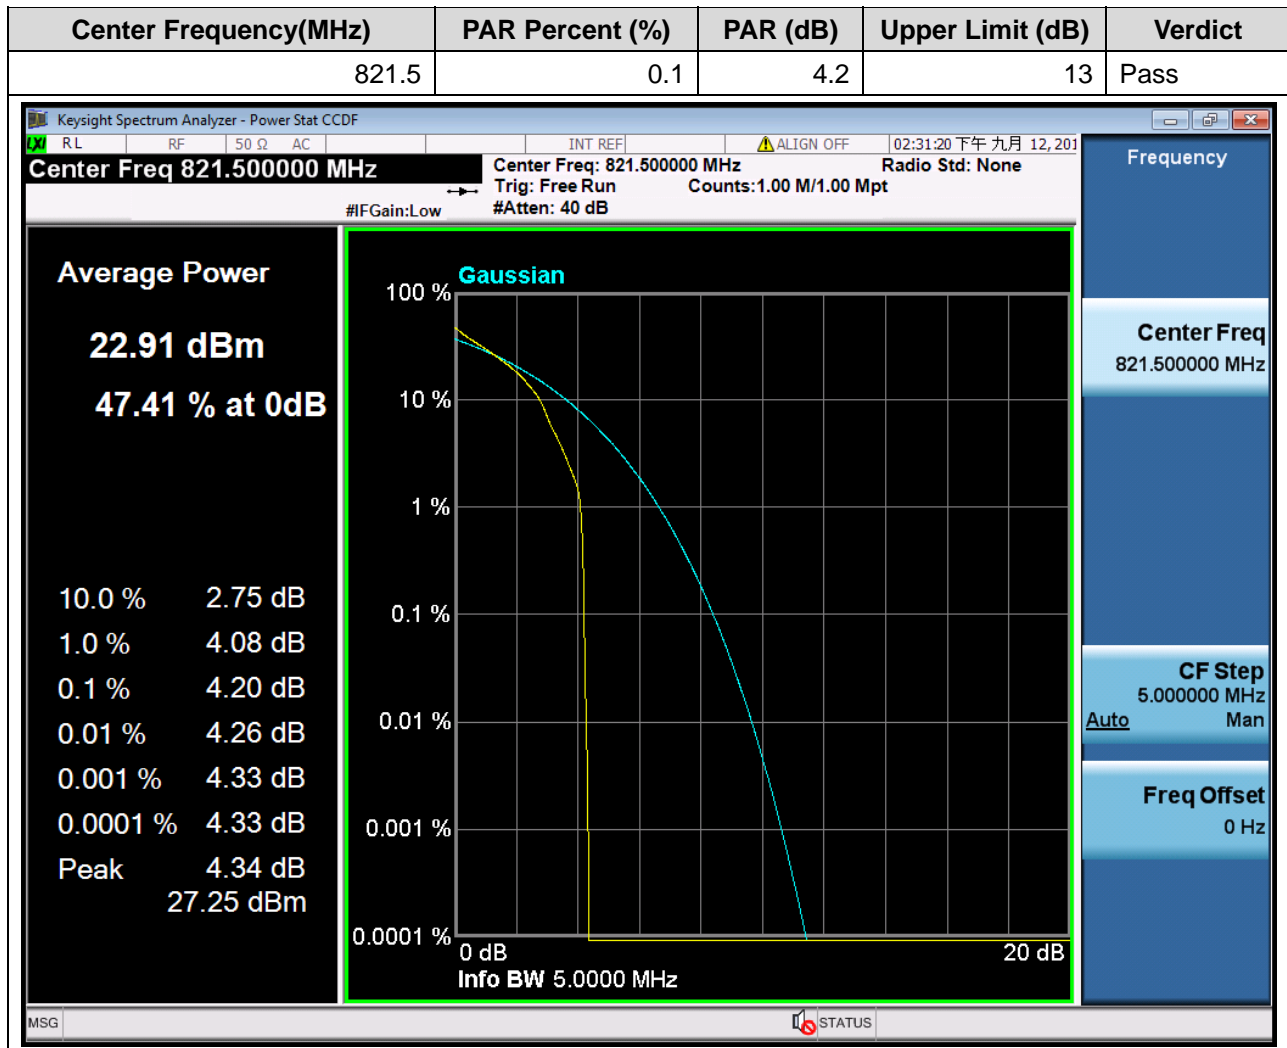 Center Frequency(MHz) PAR Percent (%) PAR (dB) Upper Limit (dB) Verdict
821.5 0.1 4.2 13 Pass
Keysight Spectrum Analyzer - Power Stat CCDF
LXI RL RF 50 Ω AC INT REF ALIGN OFF 02:31:20 下午 九月 12, 201
Center Freq 821.500000 MHz
Center Freq: 821.500000 MHz Radio Std: None
Trig: Free Run Counts:1.00 M/1.00 Mpt
#IFGain:Low #Atten: 40 dB
Frequency
Average Power
22.91 dBm
47.41 % at 0dB
10.0 % 2.75 dB
1.0 % 4.08 dB
0.1 % 4.20 dB
0.01 % 4.26 dB
0.001 % 4.33 dB
0.0001 % 4.33 dB
Peak 4.34 dB
27.25 dBm
Gaussian
100 %
10 %
1 %
0.1 %
0.01 %
0.001 %
0.0001 %
0 dB 20 dB
Info BW 5.0000 MHz
Center Freq
821.500000 MHz
CF Step
5.000000 MHz
Auto Man
Freq Offset
0 Hz
MSG STATUS